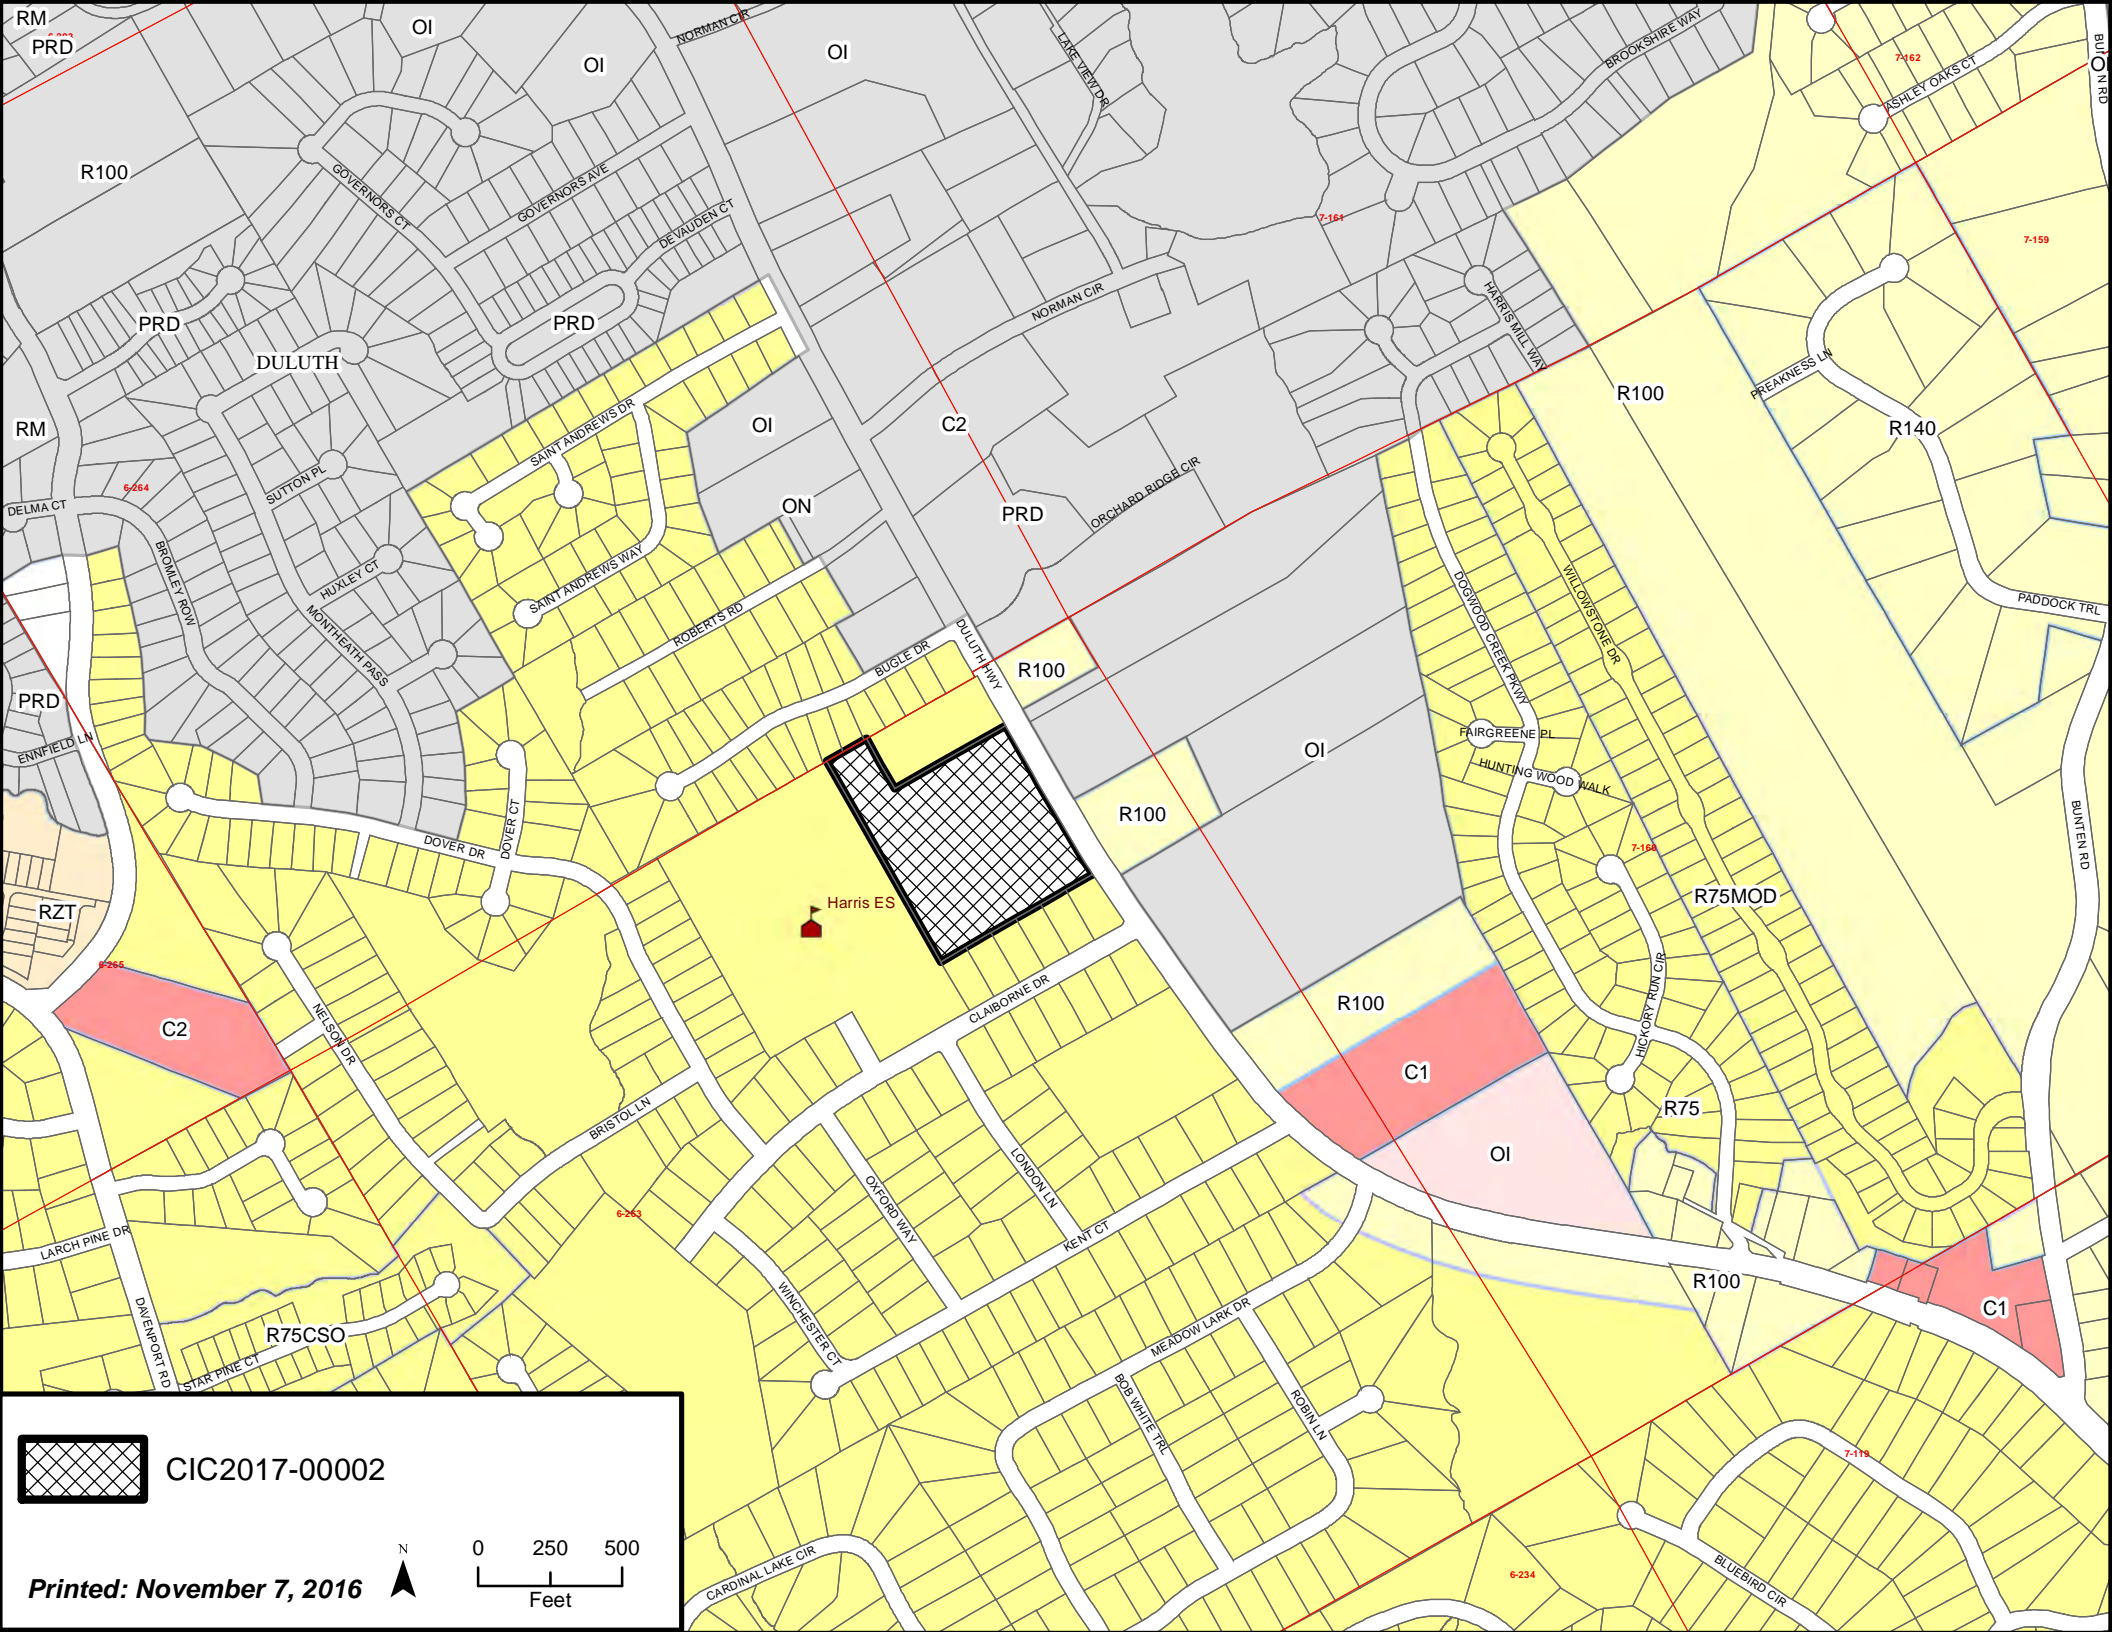 RM
6-293
PRD
OI
NORMAN CIR
OI
OI
LAKE VIEW DR
BROOKSHIRE WAY
7-162
ASHLEY OAKS CT
R100
GOVERNORS CT
GOVERNORS AVE
DEVAUDEN CT
7-161
7-159
PRD
DULUTH
PRD
NORMAN CIR
HARRIS MILL WAY
PREAKNESS LN
R100
R140
RM
SAINT ANDREWS DR
OI
C2
6-264
SUTTON PL
ON
PRD
ORCHARD RIDGE CIR
DELMA CT
BROMLEY ROW
HUXLEY CT
MONTHEATH PASS
SAINT ANDREWS WAY
ROBERTS RD
BUGLE DR
DULUTH HWY
R100
DOGWOOD CREEK PKWY
WILLOWSTONE DR
PADDOCK TRL
PRD
ENNFIELD LN
FAIRGREENE PL
HUNTING WOOD WALK
OI
R100
BUNTEN RD
DOVER CT
DOVER DR
7-160
R75MOD
RZT
Harris ES
6-265
C2
NELSON DR
CLAIBORNE DR
R100
HICKORY RUN CIR
C1
R75
BRISTOL LN
OI
LONDON LN
OXFORD WAY
6-263
KENT CT
LARCH PINE DR
DAVENPORT RD
WINCHESTER CT
MEADOW LARK DR
R100
C1
R75CSO
STAR PINE CT
BOB WHITE TRL
ROBIN LN
7-119
CARDINAL LAKE CIR
6-234
BLUEBIRD CIR
CIC2017-00002
N
0 250 500
Feet
Printed: November 7, 2016